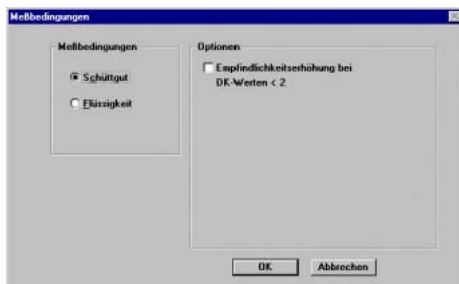 Meßbedingungen
Meßbedingungen
Schüttgut
Flüssigkeit
Optionen
Empfindlichkeitserhöhung bei
DK-Werten < 2
OK
Abbrechen